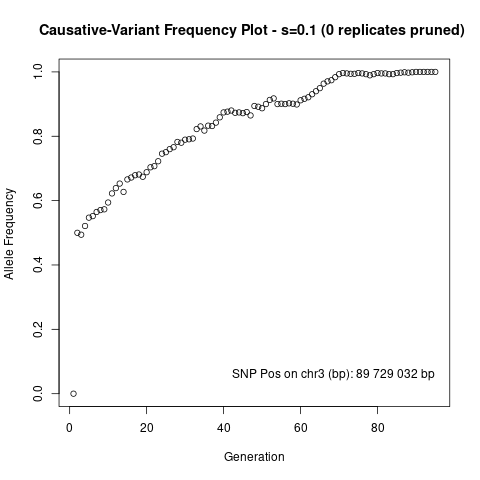 Causative-Variant Frequency Plot - s=0.1 (0 replicates pruned)
1.0
0.8
0.6
0.4
0.2
0.0
Allele Frequency
SNP Pos on chr3 (bp): 89 729 032 bp
0 20 40 60 80
Generation